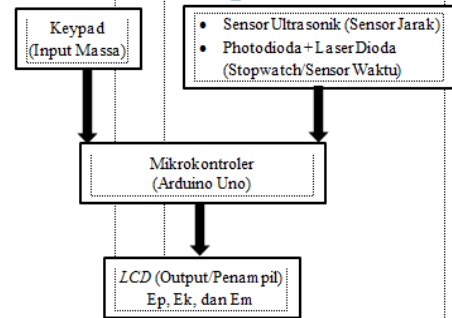 Keypad
(Input Massa)
• Sensor Ultrasonik (Sensor Jarak)
• Photodioda + Laser Dioda
(Stopwatch/Sensor Waktu)
Mikrokontroler
(Arduino Uno)
LCD (Output/Penampil)
Ep, Ek, dan Em